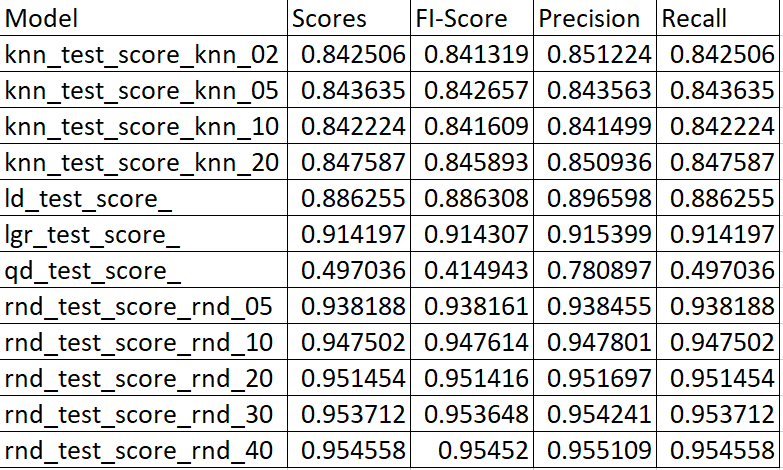 Model Scores FI-Score Precision Recall
knn_test_score_knn_02 0.842506 0.841319 0.851224 0.842506
knn_test_score_knn_05 0.843635 0.842657 0.843563 0.843635
knn_test_score_knn_10 0.842224 0.841609 0.841499 0.842224
knn_test_score_knn_20 0.847587 0.845893 0.850936 0.847587
ld_test_score_ 0.886255 0.886308 0.896598 0.886255
lgr_test_score_ 0.914197 0.914307 0.915399 0.914197
qd_test_score_ 0.497036 0.414943 0.780897 0.497036
rnd_test_score_rnd_05 0.938188 0.938161 0.938455 0.938188
rnd_test_score_rnd_10 0.947502 0.947614 0.947801 0.947502
rnd_test_score_rnd_20 0.951454 0.951416 0.951697 0.951454
rnd_test_score_rnd_30 0.953712 0.953648 0.954241 0.953712
rnd_test_score_rnd_40 0.954558 0.95452 0.955109 0.954558